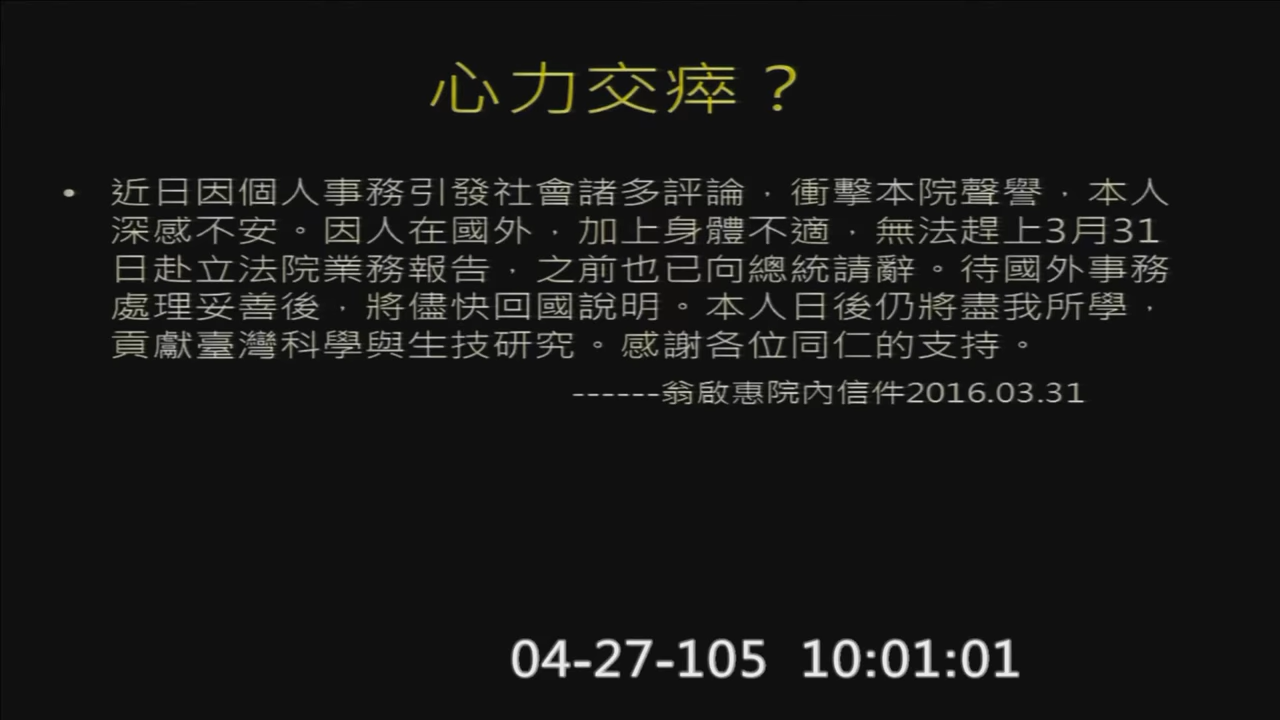 心力交瘁？
• 近日因個人事務引發社會諸多評論，衝擊本院聲譽，本人
深感不安。因人在國外，加上身體不適，無法趕上3月31
日赴立法院業務報告，之前也已向總統請辭。待國外事務
處理妥善後，將儘快回國說明。本人日後仍將盡我所學，
貢獻臺灣科學與生技研究。感謝各位同仁的支持。
------翁啟惠院內信件2016.03.31
04-27-105 10:01:01